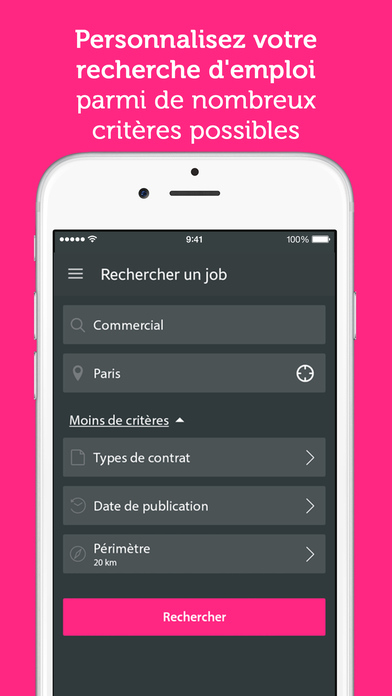 Personnalisez votre
recherche d'emploi
parmi de nombreux
critères possibles
9:41
100%
Rechercher un job
Commercial
Paris
Moins de critères
Types de contrat
Date de publication
Périmètre
20 km
Rechercher